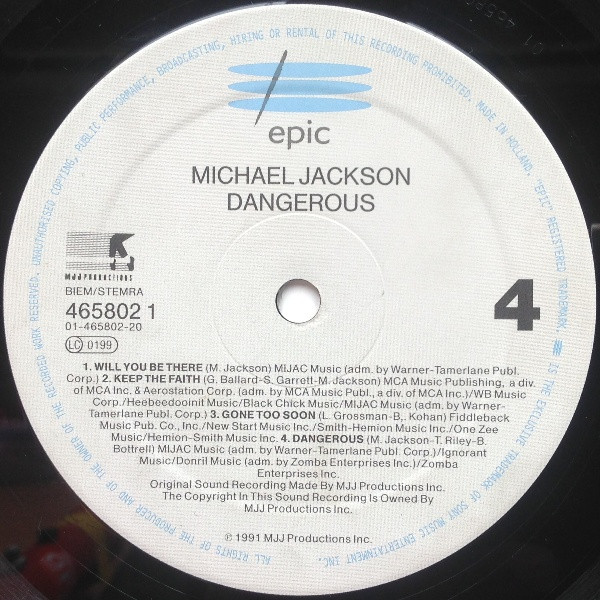 epic
MICHAEL JACKSON
DANGEROUS
MJJ PRODUCTIONS
BIEM/STEMRA
465802 1
01-465802-20
LC 0199
4
1. WILL YOU BE THERE (M. Jackson) MIJAC Music (adm. by Warner-Tamerlane Publ.
Corp.) 2. KEEP THE FAITH (G. Ballard-S. Garrett-M. Jackson) MCA Music Publishing, a div.
of MCA Inc. & Aerostation Corp. (adm. by MCA Music Publ., a div. of MCA Inc.)/WB Music
Corp./Heebeedooinit Music/Black Chick Music/MIJAC Music (adm. by Warner-
Tamerlane Publ. Corp.) 3. GONE TOO SOON (L. Grossman-B,. Kohan) Fiddleback
Music Pub. Co., Inc./New Start Music Inc./Smith-Hemion Music Inc./One Zee
Music/Hemion-Smith Music Inc. 4. DANGEROUS (M. Jackson-T. Riley-B.
Bottrell) MIJAC Music (adm. by Warner-Tamerlane Publ. Corp.)/Ignorant
Music/Donril Music (adm. by Zomba Enterprises Inc.)/Zomba
Enterprises Inc.
Original Sound Recording Made By MJJ Productions Inc.
The Copyright In This Sound Recording Is Owned By
MJJ Productions Inc.
℗ 1991 MJJ Productions Inc.
ALL RIGHTS OF THE PRODUCER AND OF THE OWNER OF THE RECORDED WORK RESERVED. UNAUTHORISED COPYING, PUBLIC PERFORMANCE, BROADCASTING, HIRING OR RENTAL OF THIS RECORDING PROHIBITED. MADE IN HOLLAND. "EPIC" REGISTERED TRADEMARK. IS THE EXCLUSIVE TRADEMARK OF SONY MUSIC ENTERTAINMENT INC.